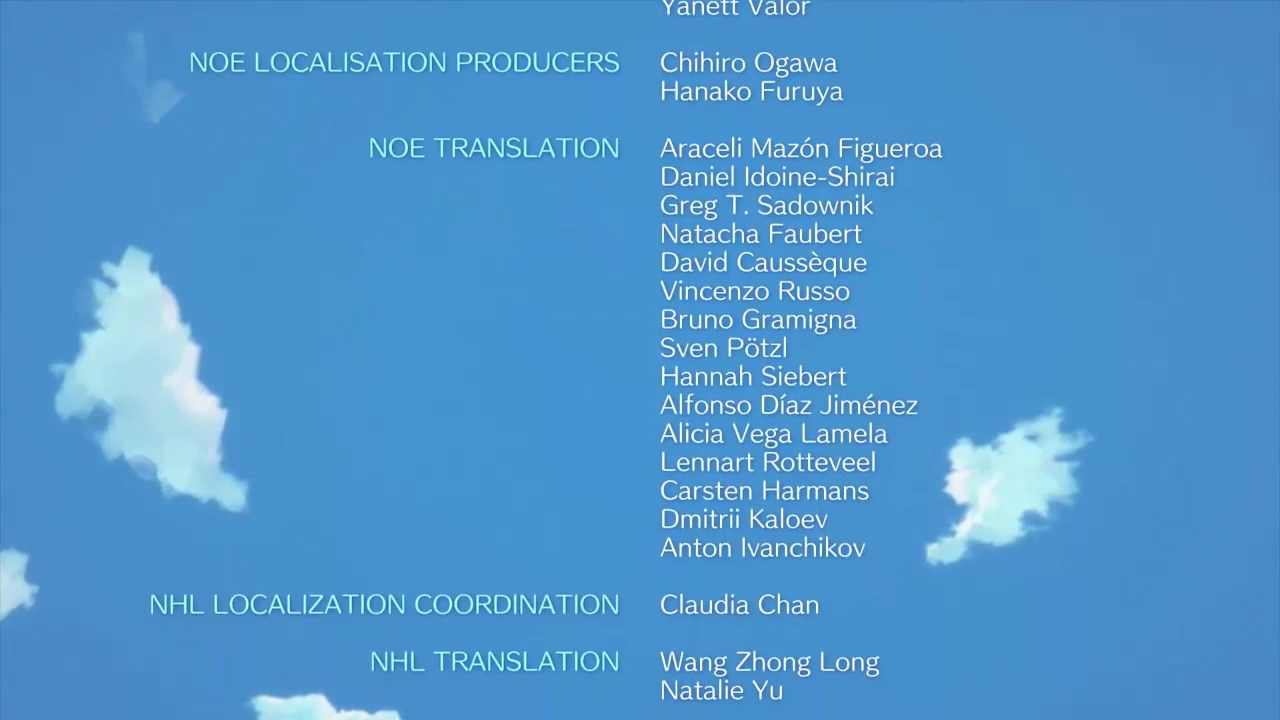 Yanett Valor
NOE LOCALISATION PRODUCERS Chihiro Ogawa
Hanako Furuya
NOE TRANSLATION Araceli Mazón Figueroa
Daniel Idoine-Shirai
Greg T. Sadownik
Natacha Faubert
David Caussèque
Vincenzo Russo
Bruno Gramigna
Sven Pötzl
Hannah Siebert
Alfonso Díaz Jiménez
Alicia Vega Lamela
Lennart Rotteveel
Carsten Harmans
Dmitrii Kaloev
Anton Ivanchikov
NHL LOCALIZATION COORDINATION Claudia Chan
NHL TRANSLATION Wang Zhong Long
Natalie Yu